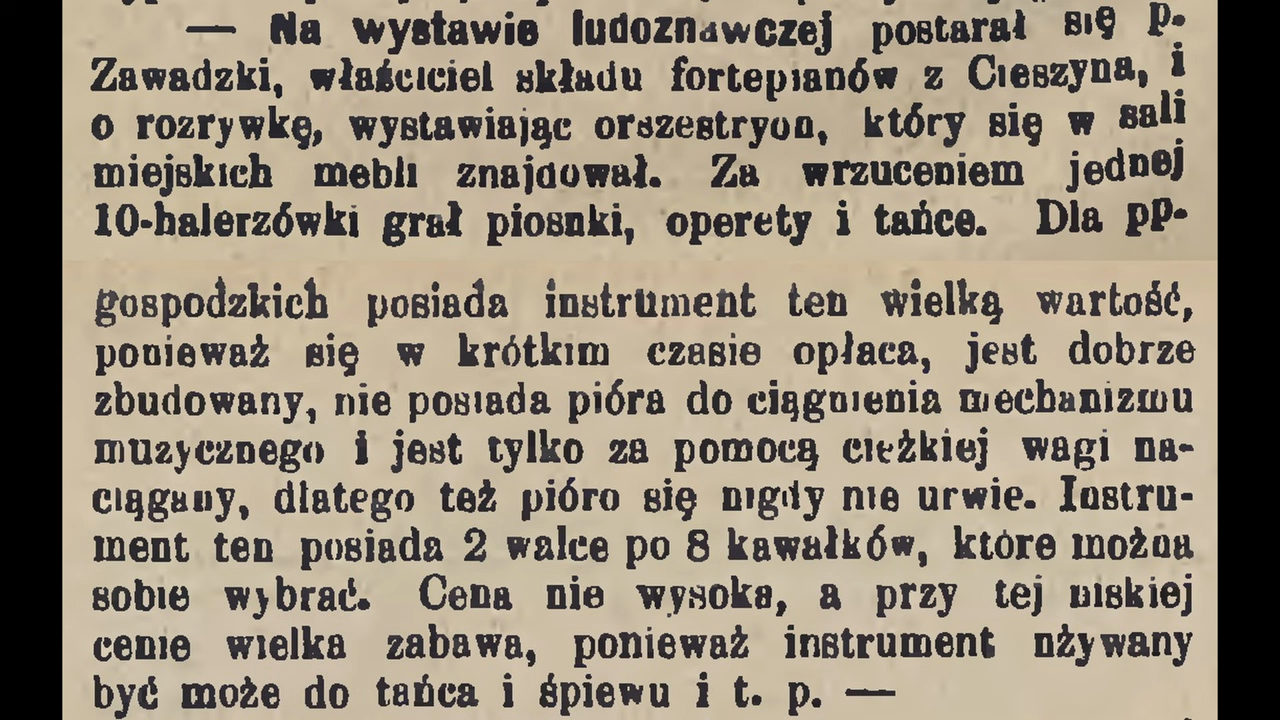 — Na wystawie ludoznawczej postarał się p.
Zawadzki, właściciel składu fortepianów z Cieszyna, i
o rozrywkę, wystawiając orszestryon, który się w sali
miejskich mebli znajdował. Za wrzuceniem jednej
10-halerzówki grał piosnki, operety i tańce. Dla pp.
gospodzkich posiada instrument ten wielką wartość,
ponieważ się w krótkim czasie opłaca, jest dobrze
zbudowany, nie posiada pióra do ciągnienia mechanizmu
muzycznego i jest tylko za pomocą ciężkiej wagi na-
ciągany, dlatego też pióro się nigdy nie urwie. Instru-
ment ten posiada 2 walce po 8 kawałków, które można
sobie wybrać. Cena nie wysoka, a przy tej niskiej
cenie wielka zabawa, ponieważ instrument nżywany
być może do tańca i śpiewu i t. p. —